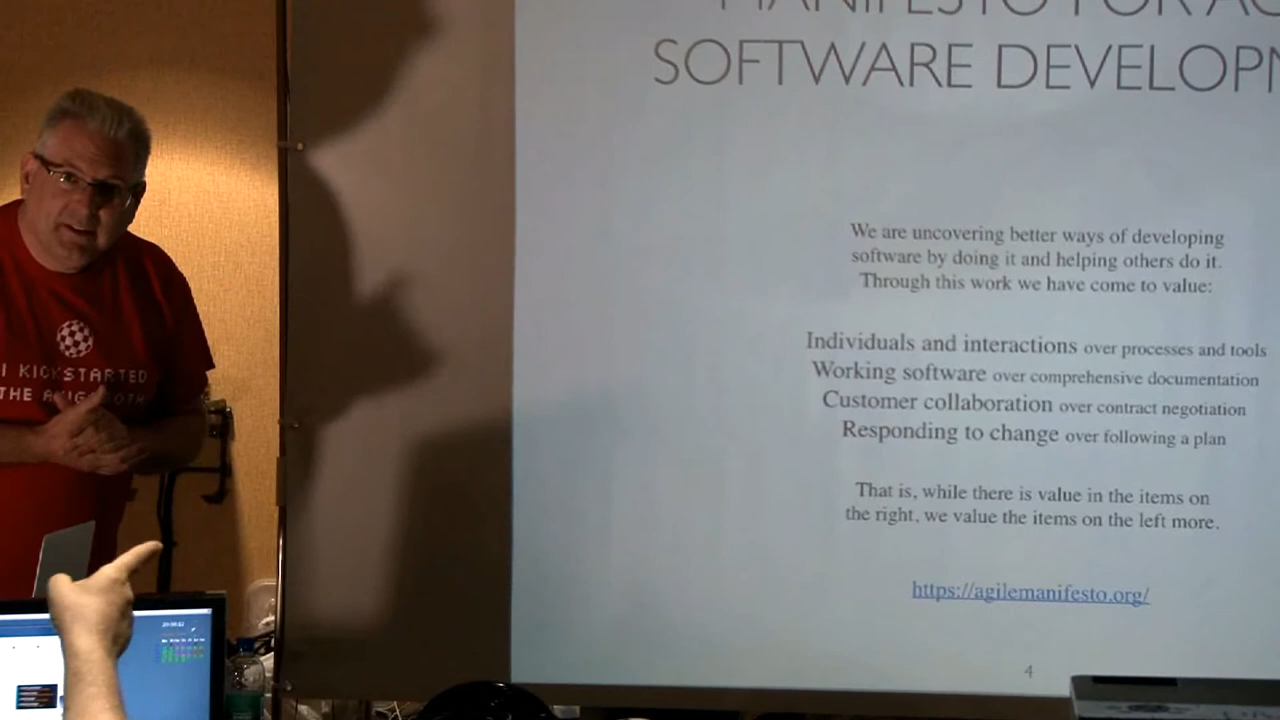 MANIFESTO FOR
SOFTWARE DEVELOP
We are uncovering better ways of developing
software by doing it and helping others do it.
Through this work we have come to value:
Individuals and interactions over processes and tools
Working software over comprehensive documentation
Customer collaboration over contract negotiation
Responding to change over following a plan
That is, while there is value in the items on
the right, we value the items on the left more.
https://agilemanifesto.org/
4
I KICKSTARTED
THE